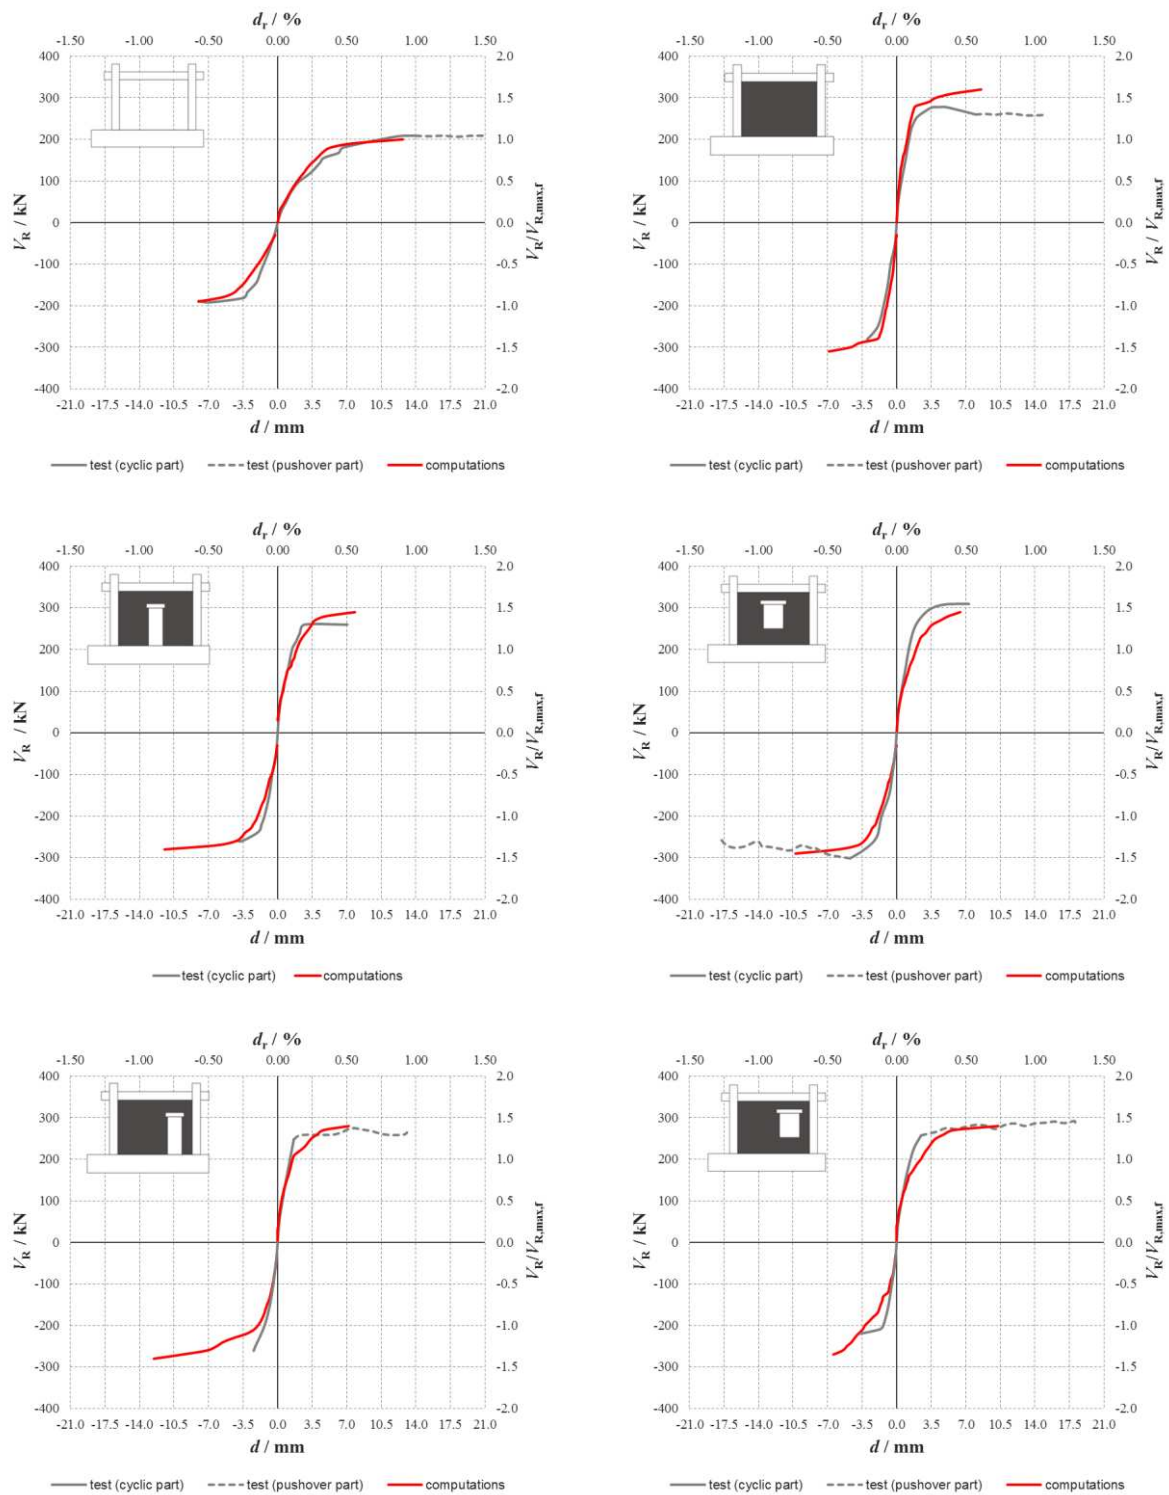 d_r / %
-1.50 -1.00 -0.50 0.00 0.50 1.00 1.50
400 2.0
300 1.5
200 1.0
100 0.5
0 0.0
-100 -0.5
-200 -1.0
-300 -1.5
-400 -2.0
V_R / kN
V_R/V_R,max,f
-21.0 -17.5 -14.0 -10.5 -7.0 -3.5 0.0 3.5 7.0 10.5 14.0 17.5 21.0
d / mm
test (cyclic part) test (pushover part) computations
d_r / %
-1.50 -1.00 -0.50 0.00 0.50 1.00 1.50
400 2.0
300 1.5
200 1.0
100 0.5
0 0.0
-100 -0.5
-200 -1.0
-300 -1.5
-400 -2.0
V_R / kN
V_R / V_R,max,f
-21.0 -17.5 -14.0 -10.5 -7.0 -3.5 0.0 3.5 7.0 10.5 14.0 17.5 21.0
d / mm
test (cyclic part) test (pushover part) computations
d_r / %
-1.50 -1.00 -0.50 0.00 0.50 1.00 1.50
400 2.0
300 1.5
200 1.0
100 0.5
0 0.0
-100 -0.5
-200 -1.0
-300 -1.5
-400 -2.0
V_R / kN
V_R/V_R,max,f
-21.0 -17.5 -14.0 -10.5 -7.0 -3.5 0.0 3.5 7.0 10.5 14.0 17.5 21.0
d / mm
test (cyclic part) computations
d_r / %
-1.50 -1.00 -0.50 0.00 0.50 1.00 1.50
400 2.0
300 1.5
200 1.0
100 0.5
0 0.0
-100 -0.5
-200 -1.0
-300 -1.5
-400 -2.0
V_R / kN
V_R/V_R,max,f
-21.0 -17.5 -14.0 -10.5 -7.0 -3.5 0.0 3.5 7.0 10.5 14.0 17.5 21.0
d / mm
test (cyclic part) test (pushover part) computations
d_r / %
-1.50 -1.00 -0.50 0.00 0.50 1.00 1.50
400 2.0
300 1.5
200 1.0
100 0.5
0 0.0
-100 -0.5
-200 -1.0
-300 -1.5
-400 -2.0
V_R / kN
V_R/V_R,max,f
-21.0 -17.5 -14.0 -10.5 -7.0 -3.5 0.0 3.5 7.0 10.5 14.0 17.5 21.0
d / mm
test (cyclic part) test (pushover part) computations
d_r / %
-1.50 -1.00 -0.50 0.00 0.50 1.00 1.50
400 2.0
300 1.5
200 1.0
100 0.5
0 0.0
-100 -0.5
-200 -1.0
-300 -1.5
-400 -2.0
V_R / kN
V_R/V_R,max,f
-21.0 -17.5 -14.0 -10.5 -7.0 -3.5 0.0 3.5 7.0 10.5 14.0 17.5 21.0
d / mm
test (cyclic part) test (pushover part) computations